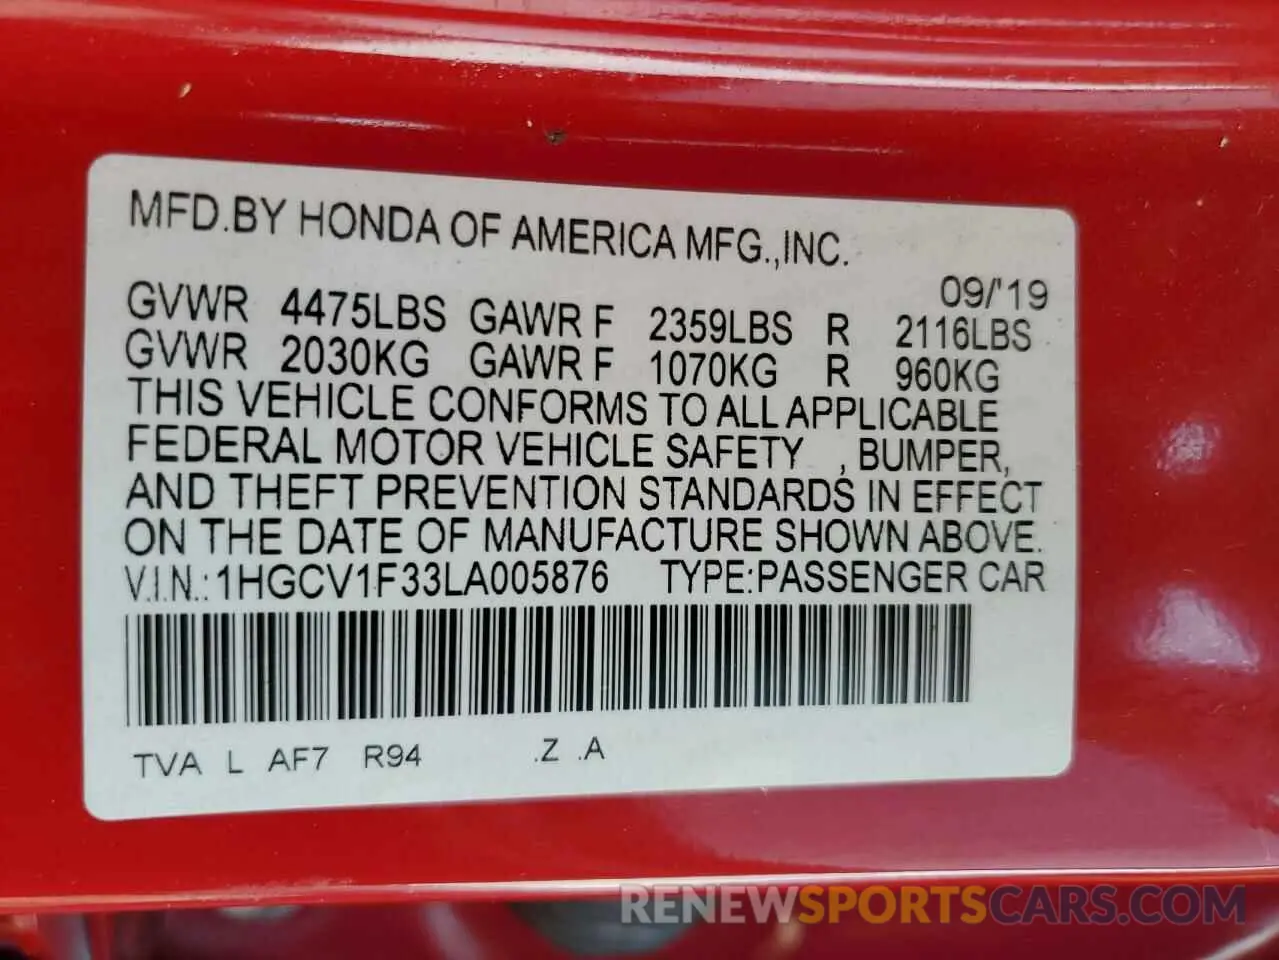 MFD.BY HONDA OF AMERICA MFG.,INC.
09/'19
GVWR 4475LBS GAWR F 2359LBS R 2116LBS
GVWR 2030KG GAWR F 1070KG R 960KG
THIS VEHICLE CONFORMS TO ALL APPLICABLE
FEDERAL MOTOR VEHICLE SAFETY , BUMPER,
AND THEFT PREVENTION STANDARDS IN EFFECT
ON THE DATE OF MANUFACTURE SHOWN ABOVE.
V.I.N.:1HGCV1F33LA005876 TYPE:PASSENGER CAR
TVA L AF7 R94 .Z .A
RENEWSPORTSCARS.COM